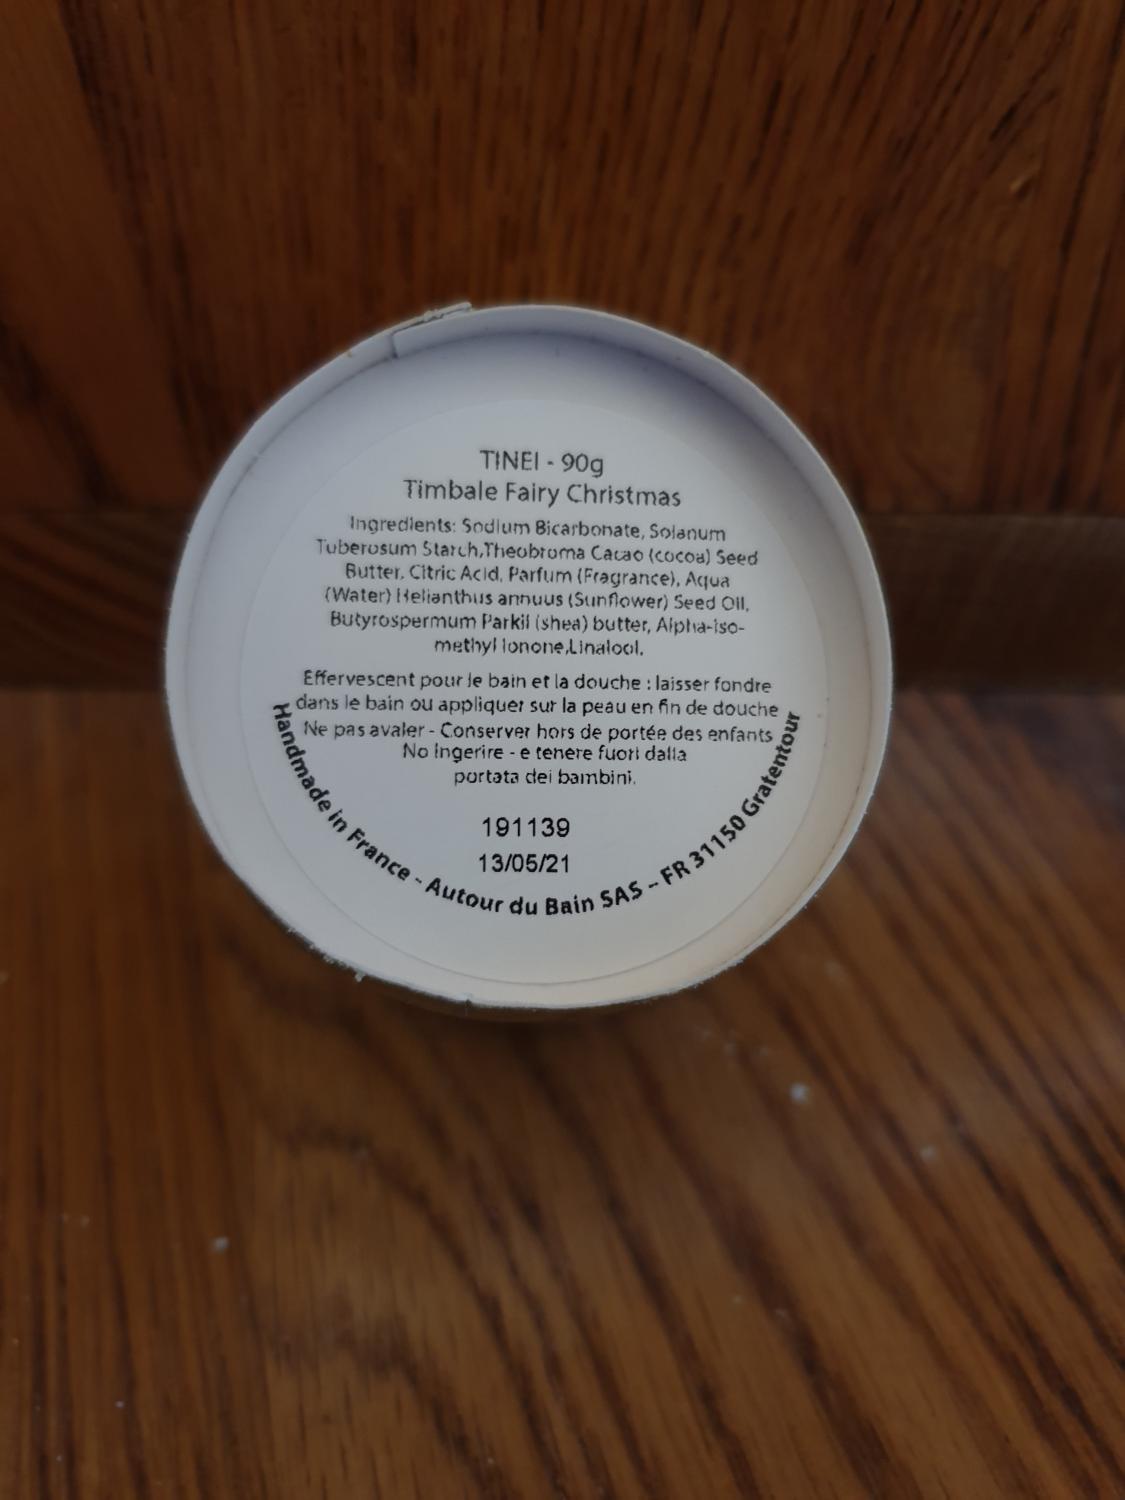 TINEI - 90g
Timbale Fairy Christmas
Ingredients: Sodium Bicarbonate, Solanum
Tuberosum Starch,Theobroma Cacao (cocoa) Seed
Butter, Citric Acid, Parfum (Fragrance), Aqua
(Water) Helianthus annuus (Sunflower) Seed Oil,
Butyrospermum Parkii (shea) butter, Alpha-iso-
methyl Ionone,Linalool.
Effervescent pour le bain et la douche : laisser fondre
dans le bain ou appliquer sur la peau en fin de douche
Ne pas avaler - Conserver hors de portée des enfants
No Ingerire - e tenere fuori dalla
portata dei bambini.
191139
13/05/21
Handmade in France - Autour du Bain SAS -- FR 31150 Gratentour